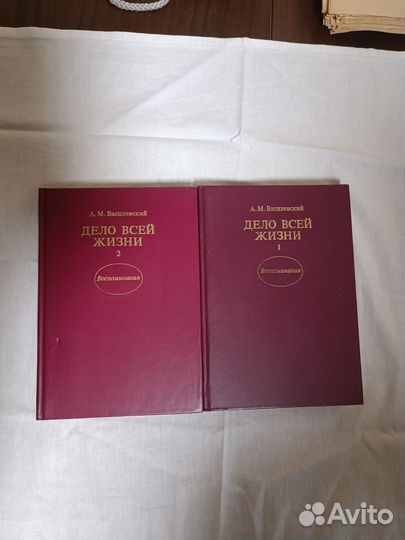 А. М. Василевский
ДЕЛО ВСЕЙ
ЖИЗНИ
2
Воспоминания
А. М. Василевский
ДЕЛО ВСЕЙ
ЖИЗНИ
1
Воспоминания
Avito